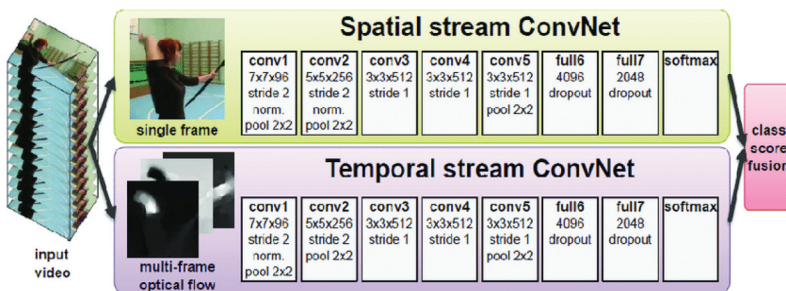 Spatial stream ConvNet
conv1
7x7x96
stride 2
norm.
pool 2x2
conv2
5x5x256
stride 2
norm.
pool 2x2
conv3
3x3x512
stride 1
conv4
3x3x512
stride 1
conv5
3x3x512
stride 1
pool 2x2
full6
4096
dropout
full7
2048
dropout
softmax
single frame
Temporal stream ConvNet
conv1
7x7x96
stride 2
norm.
pool 2x2
conv2
5x5x256
stride 2
pool 2x2
conv3
3x3x512
stride 1
conv4
3x3x512
stride 1
conv5
3x3x512
stride 1
pool 2x2
full6
4096
dropout
full7
2048
dropout
softmax
input
video
multi-frame
optical flow
class
score
fusion